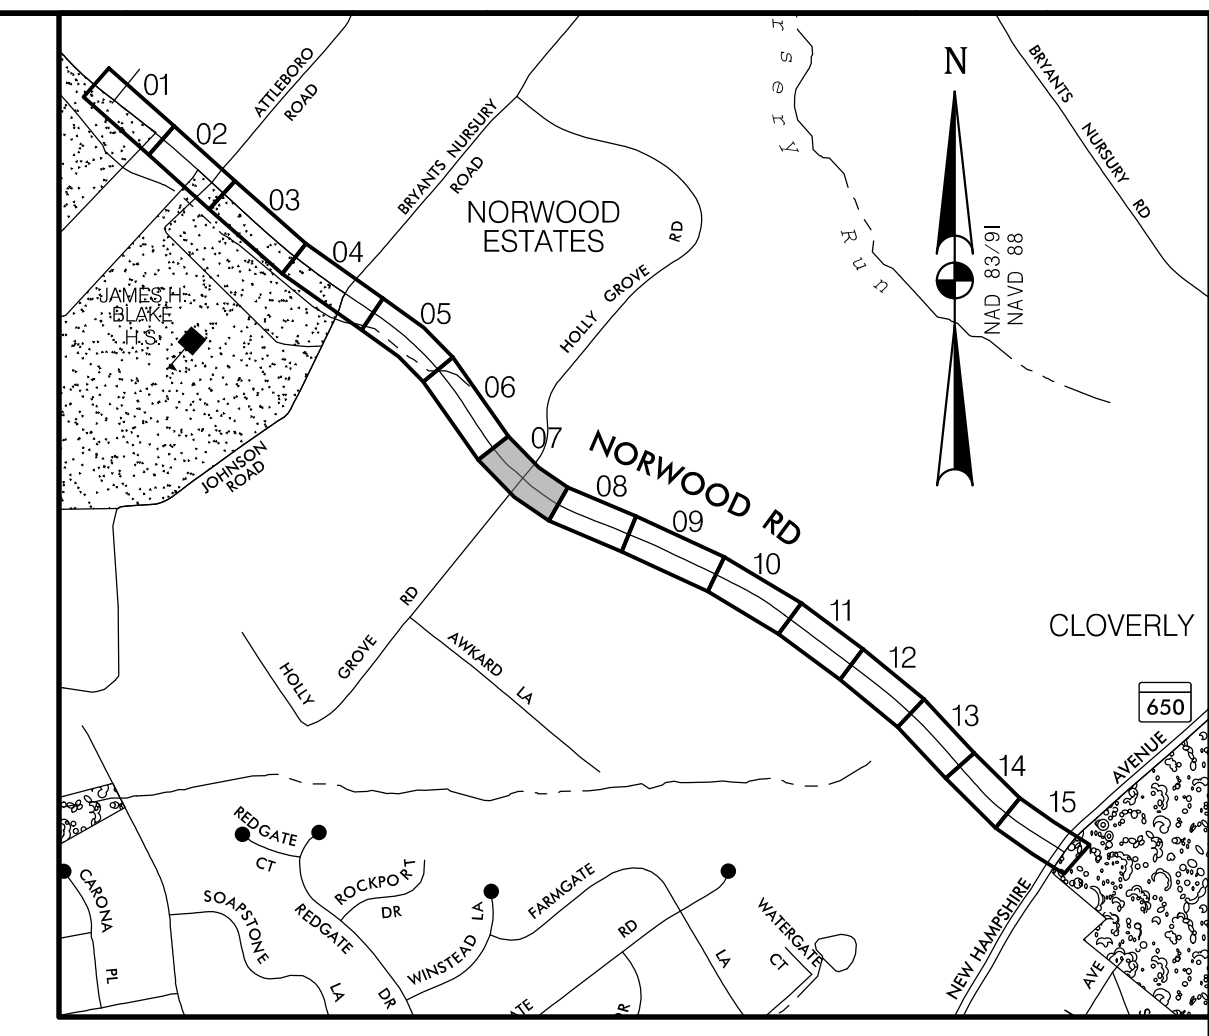 01
02
03
04
05
06
07
08
09
10
11
12
13
14
15
ATTLEBORO
ROAD
BRYANTS NURSURY
ROAD
NORWOOD
ESTATES
HOLLY GROVE RD
rsery
Run
N
NAD 83/91
NAVD 88
BRYANTS NURSURY RD
JAMES H.
BLAKE
H.S.
JOHNSON
ROAD
NORWOOD RD
HOLLY GROVE RD
AWKARD LA
CLOVERLY
650
NEW HAMPSHIRE AVENUE
REDGATE
CT
ROCKPORT
DR
SOAPSTONE
LA
REDGATE
DR
CARONA
PL
WINSTEAD LA
FARMGATE
LA
RD
WATERGATE
CT
AVE